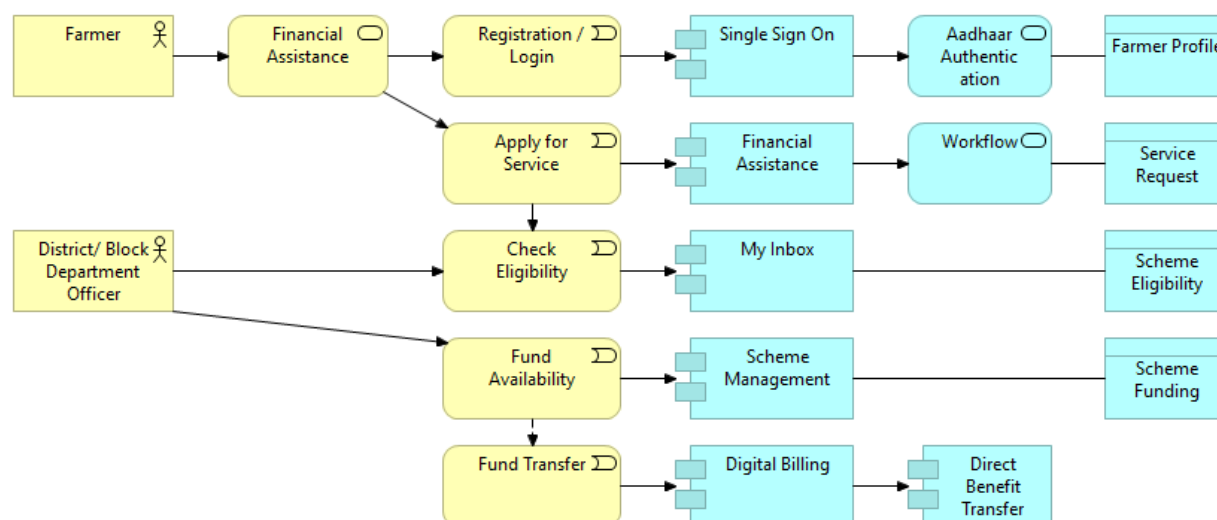 Farmer
Financial
Assistance
Registration /
Login
Single Sign On
Aadhaar
Authentic
ation
Farmer Profile
Apply for
Service
Financial
Assistance
Workflow
Service
Request
District/ Block
Department
Officer
Check
Eligibility
My Inbox
Scheme
Eligibility
Fund
Availability
Scheme
Management
Scheme
Funding
Fund Transfer
Digital Billing
Direct
Benefit
Transfer